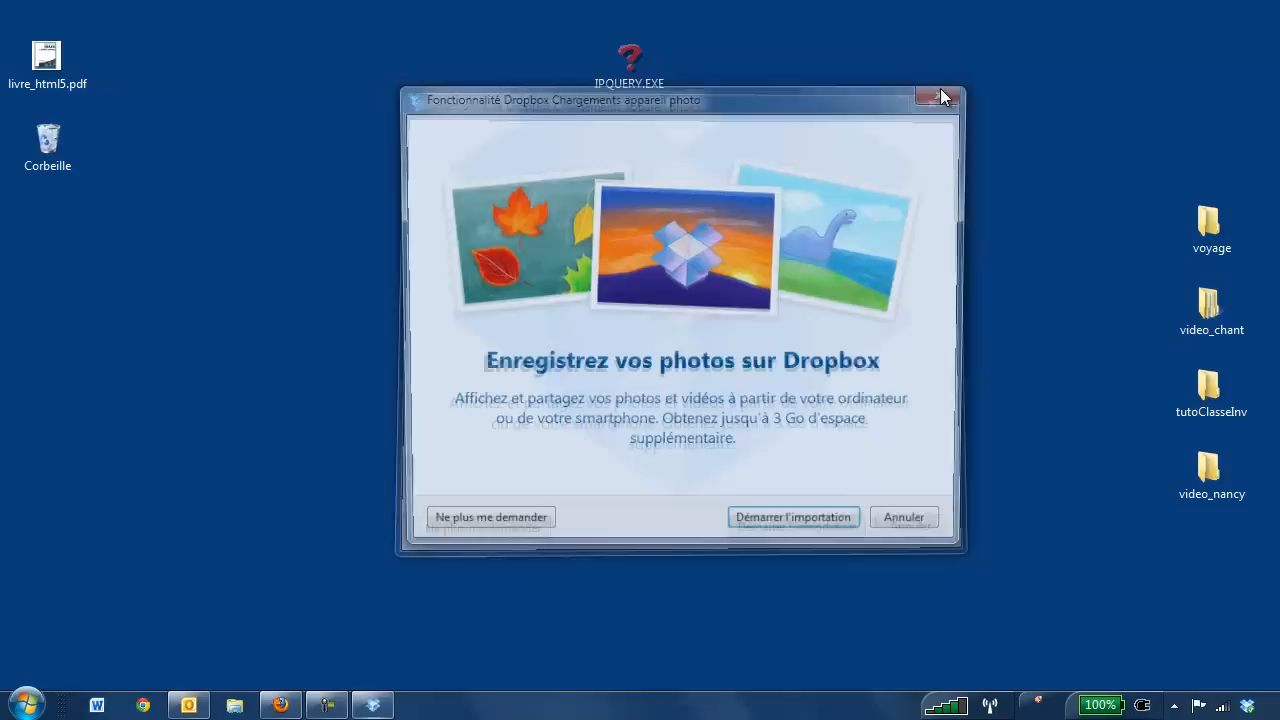 livre_html5.pdf
Corbeille
IPQUERY.EXE
Fonctionnalité Dropbox Chargements appareil photo
Enregistrez vos photos sur Dropbox
Affichez et partagez vos photos et vidéos à partir de votre ordinateur
ou de votre smartphone. Obtenez jusqu'à 3 Go d'espace
supplémentaire.
Ne plus me demander
Démarrer l'importation
Annuler
voyage
video_chant
tutoClasseInv
video_nancy
100%